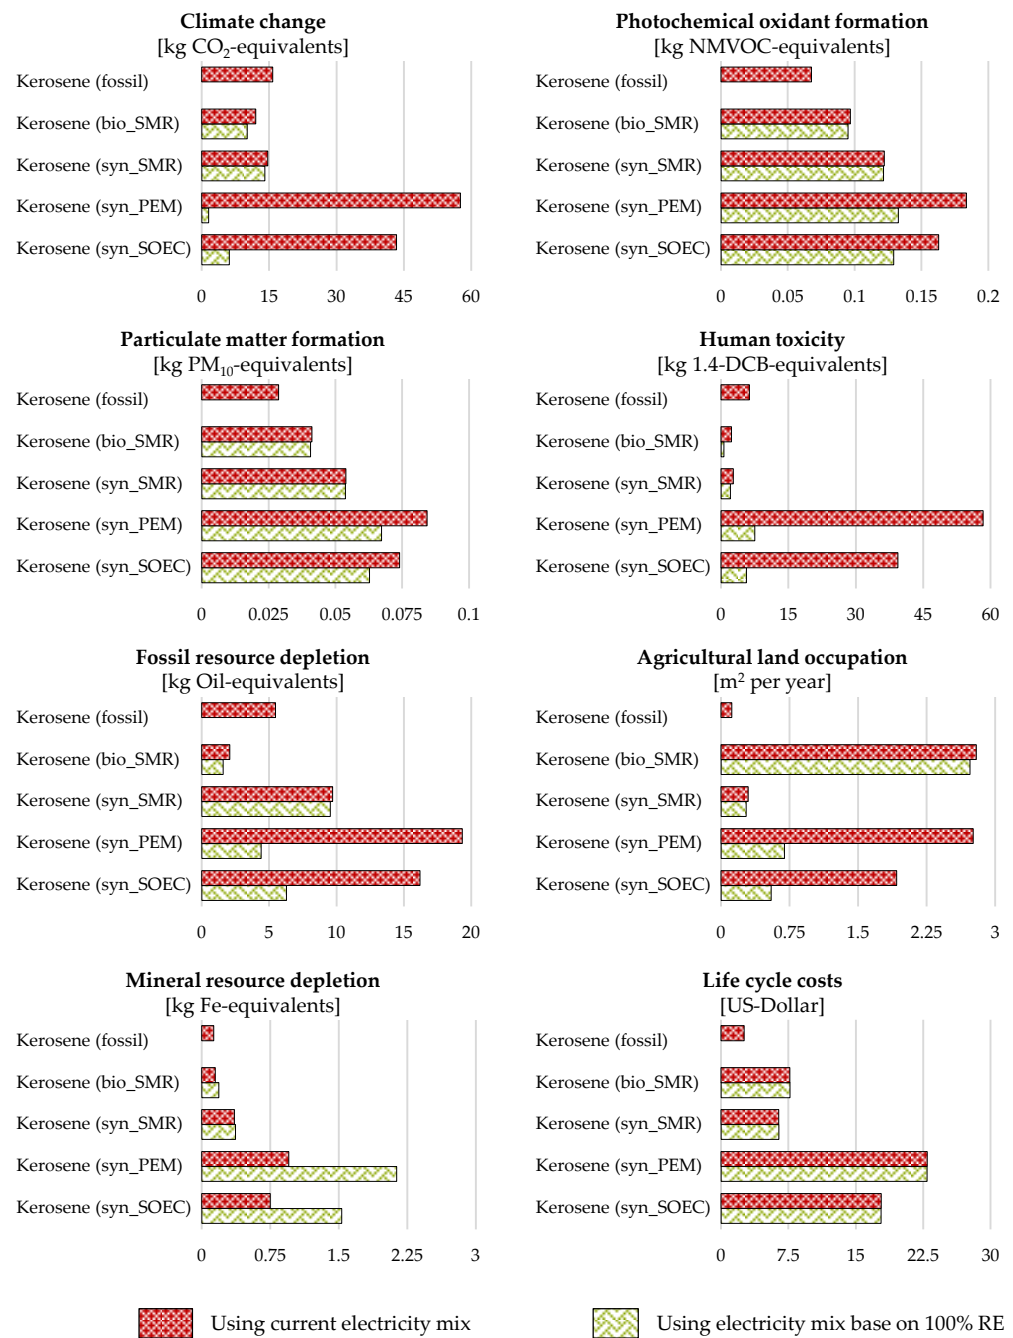 Climate change
[kg CO₂-equivalents]
Kerosene (fossil)
Kerosene (bio_SMR)
Kerosene (syn_SMR)
Kerosene (syn_PEM)
Kerosene (syn_SOEC)
0 15 30 45 60
Photochemical oxidant formation
[kg NMVOC-equivalents]
Kerosene (fossil)
Kerosene (bio_SMR)
Kerosene (syn_SMR)
Kerosene (syn_PEM)
Kerosene (syn_SOEC)
0 0.05 0.1 0.15 0.2
Particulate matter formation
[kg PM₁₀-equivalents]
Kerosene (fossil)
Kerosene (bio_SMR)
Kerosene (syn_SMR)
Kerosene (syn_PEM)
Kerosene (syn_SOEC)
0 0.025 0.05 0.075 0.1
Human toxicity
[kg 1.4-DCB-equivalents]
Kerosene (fossil)
Kerosene (bio_SMR)
Kerosene (syn_SMR)
Kerosene (syn_PEM)
Kerosene (syn_SOEC)
0 15 30 45 60
Fossil resource depletion
[kg Oil-equivalents]
Kerosene (fossil)
Kerosene (bio_SMR)
Kerosene (syn_SMR)
Kerosene (syn_PEM)
Kerosene (syn_SOEC)
0 5 10 15 20
Agricultural land occupation
[m² per year]
Kerosene (fossil)
Kerosene (bio_SMR)
Kerosene (syn_SMR)
Kerosene (syn_PEM)
Kerosene (syn_SOEC)
0 0.75 1.5 2.25 3
Mineral resource depletion
[kg Fe-equivalents]
Kerosene (fossil)
Kerosene (bio_SMR)
Kerosene (syn_SMR)
Kerosene (syn_PEM)
Kerosene (syn_SOEC)
0 0.75 1.5 2.25 3
Life cycle costs
[US-Dollar]
Kerosene (fossil)
Kerosene (bio_SMR)
Kerosene (syn_SMR)
Kerosene (syn_PEM)
Kerosene (syn_SOEC)
0 7.5 15 22.5 30
Using current electricity mix
Using electricity mix base on 100% RE